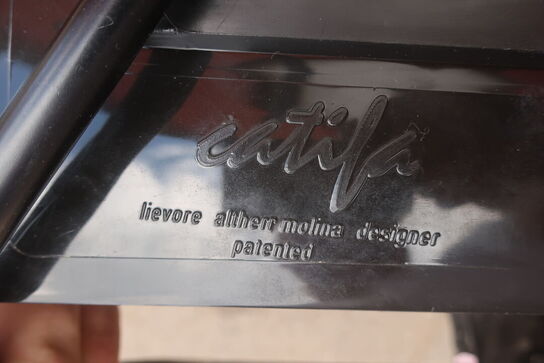 catifa
lievore altherr molina designer
patented